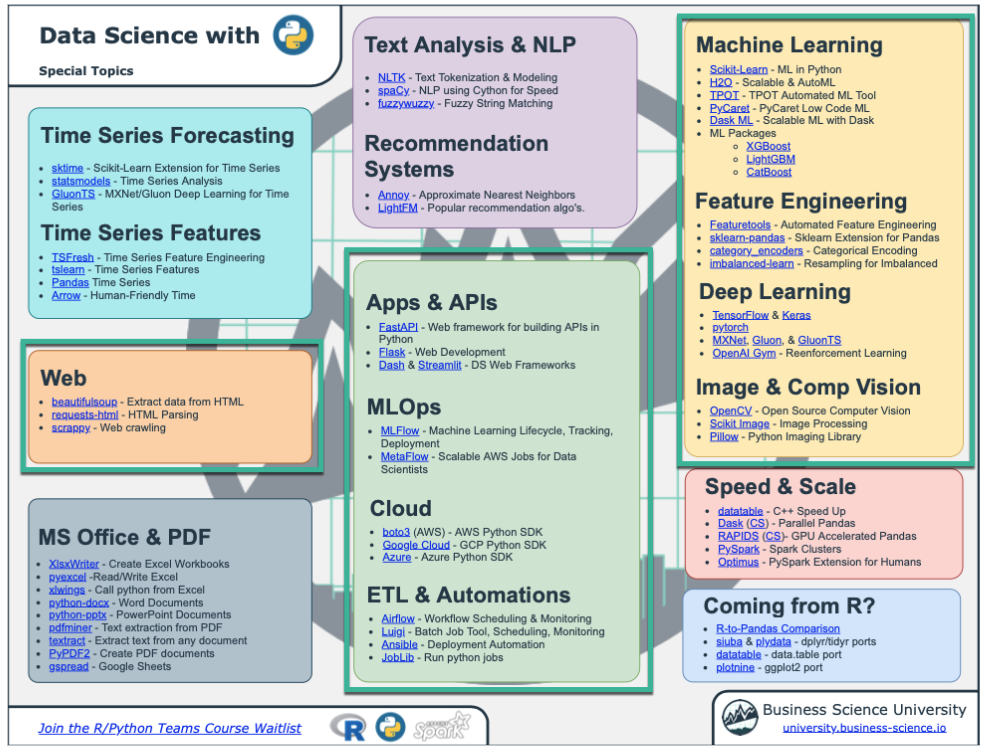 Data Science with
Special Topics
Time Series Forecasting
• sktime - Scikit-Learn Extension for Time Series
• statsmodels - Time Series Analysis
• GluonTS - MXNet/Gluon Deep Learning for Time
Series
Time Series Features
• TSFresh - Time Series Feature Engineering
• tslearn - Time Series Features
• Pandas Time Series
• Arrow - Human-Friendly Time
Web
• beautifulsoup - Extract data from HTML
• requests-html - HTML Parsing
• scrappy - Web crawling
MS Office & PDF
• XlsxWriter - Create Excel Workbooks
• pyexcel -Read/Write Excel
• xlwings - Call python from Excel
• python-docx - Word Documents
• python-pptx - PowerPoint Documents
• pdfminer - Text extraction from PDF
• textract - Extract text from any document
• PyPDF2 - Create PDF documents
• gspread - Google Sheets
Text Analysis & NLP
• NLTK - Text Tokenization & Modeling
• spaCy - NLP using Cython for Speed
• fuzzywuzzy - Fuzzy String Matching
Recommendation
Systems
• Annoy - Approximate Nearest Neighbors
• LightFM - Popular recommendation algo's.
Apps & APIs
• FastAPI - Web framework for building APIs in
Python
• Flask - Web Development
• Dash & Streamlit - DS Web Frameworks
MLOps
• MLFlow - Machine Learning Lifecycle, Tracking,
Deployment
• MetaFlow - Scalable AWS Jobs for Data
Scientists
Cloud
• boto3 (AWS) - AWS Python SDK
• Google Cloud - GCP Python SDK
• Azure - Azure Python SDK
ETL & Automations
• Airflow - Workflow Scheduling & Monitoring
• Luigi - Batch Job Tool, Scheduling, Monitoring
• Ansible - Deployment Automation
• JobLib - Run python jobs
Machine Learning
• Scikit-Learn - ML in Python
• H2O - Scalable & AutoML
• TPOT - TPOT Automated ML Tool
• PyCaret - PyCaret Low Code ML
• Dask ML - Scalable ML with Dask
• ML Packages
○ XGBoost
○ LightGBM
○ CatBoost
Feature Engineering
• Featuretools - Automated Feature Engineering
• sklearn-pandas - Sklearn Extension for Pandas
• category_encoders - Categorical Encoding
• imbalanced-learn - Resampling for Imbalanced
Deep Learning
• TensorFlow & Keras
• pytorch
• MXNet, Gluon, & GluonTS
• OpenAI Gym - Reenforcement Learning
Image & Comp Vision
• OpenCV - Open Source Computer Vision
• Scikit Image - Image Processing
• Pillow - Python Imaging Library
Speed & Scale
• datatable - C++ Speed Up
• Dask (CS) - Parallel Pandas
• RAPIDS (CS)- GPU Accelerated Pandas
• PySpark - Spark Clusters
• Optimus - PySpark Extension for Humans
Coming from R?
• R-to-Pandas Comparison
• siuba & plydata - dplyr/tidyr ports
• datatable - data.table port
• plotnine - ggplot2 port
Join the R/Python Teams Course Waitlist
R
APACHE
Spark
Business Science University
university.business-science.io